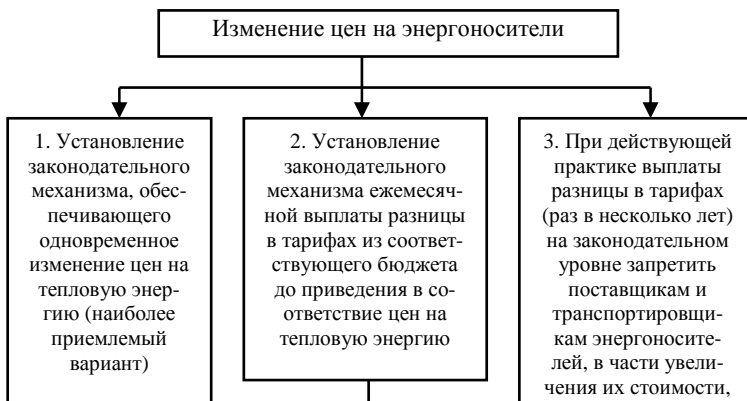 Изменение цен на энергоносители
1. Установление
законодательного
механизма, обес-
печивающего
одновременное
изменение цен на
тепловую энер-
гию (наиболее
приемлемый
вариант)
2. Установление
законодательного
механизма ежемесяч-
ной выплаты разницы
в тарифах из соответ-
ствующего бюджета
до приведения в со-
ответствие цен на
тепловую энергию
3. При действующей
практике выплаты
разницы в тарифах
(раз в несколько лет)
на законодательном
уровне запретить
поставщикам и
транспортировщи-
кам энергоносите-
лей, в части увели-
чения их стоимости,